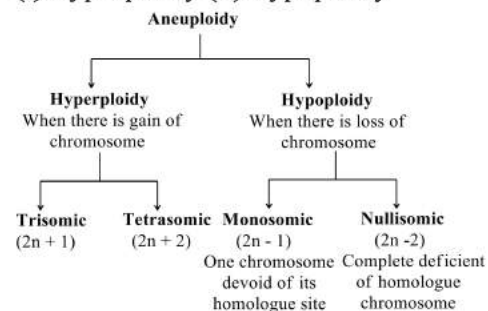 Aneuploidy
Hyperploidy Hypoploidy
When there is gain of When there is loss of
chromosome chromosome
Trisomic Tetrasomic Monosomic Nullisomic
(2n + 1) (2n + 2) (2n - 1) (2n -2)
One chromosome Complete deficient
devoid of its of homologue
homologue site chromosome